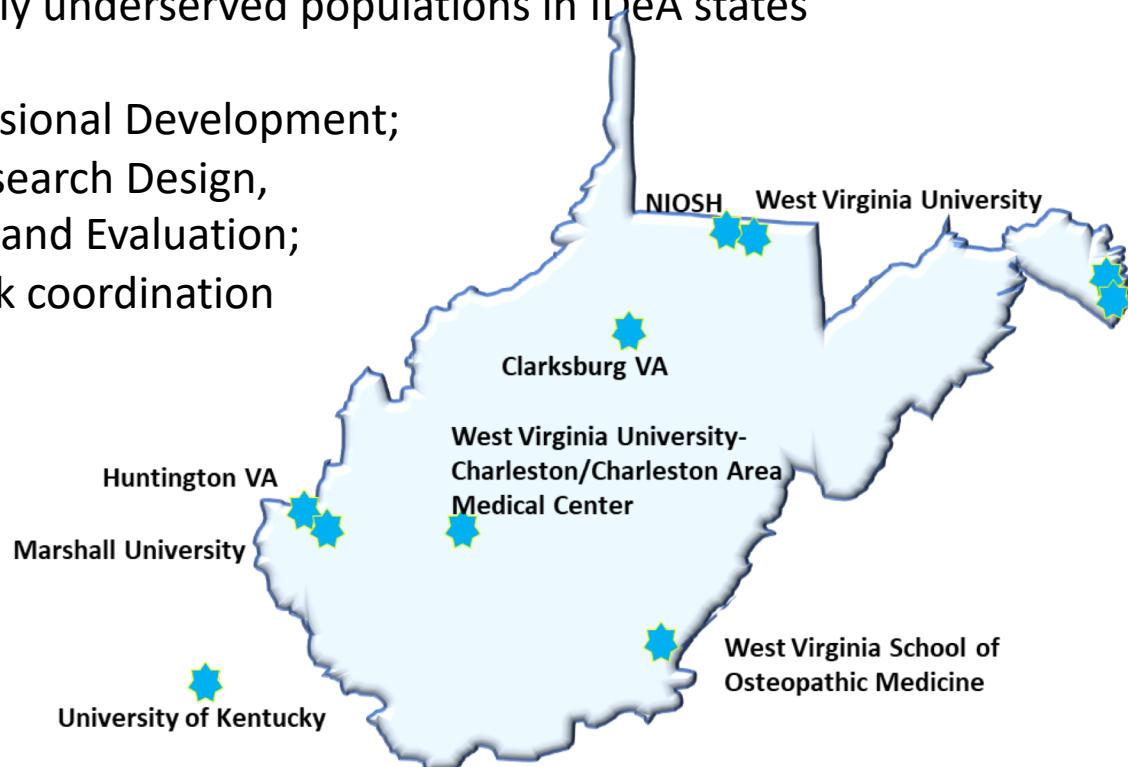 ly underserved populations in IDeA states
sional Development;
search Design,
and Evaluation;
k coordination
NIOSH
West Virginia University
Clarksburg VA
West Virginia University-
Charleston/Charleston Area
Medical Center
Huntington VA
Marshall University
West Virginia School of
Osteopathic Medicine
University of Kentucky